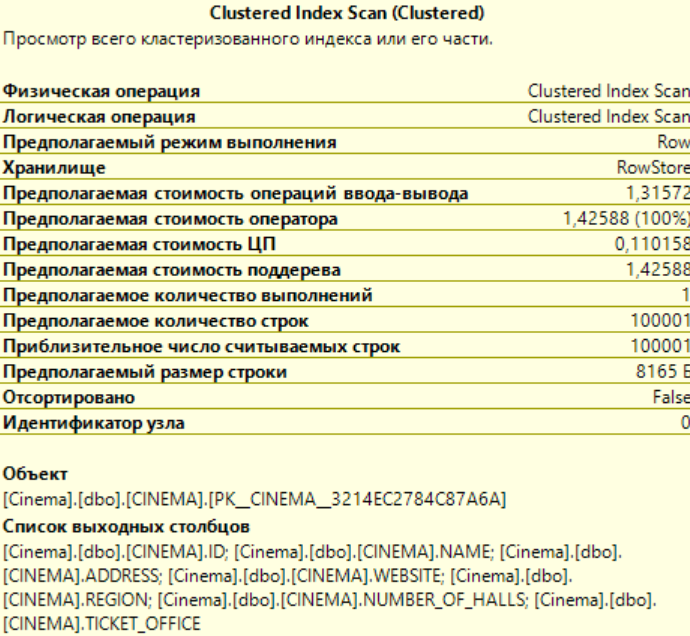 Clustered Index Scan (Clustered)
Просмотр всего кластеризованного индекса или его части.
Физическая операция Clustered Index Scan
Логическая операция Clustered Index Scan
Предполагаемый режим выполнения Row
Хранилище RowStore
Предполагаемая стоимость операций ввода-вывода 1,31572
Предполагаемая стоимость оператора 1,42588 (100%)
Предполагаемая стоимость ЦП 0,110158
Предполагаемая стоимость поддерева 1,42588
Предполагаемое количество выполнений 1
Предполагаемое количество строк 100001
Приблизительное число считываемых строк 100001
Предполагаемый размер строки 8165 Б
Отсортировано False
Идентификатор узла 0
Объект
[Cinema].[dbo].[CINEMA].[PK__CINEMA__3214EC2784C87A6A]
Список выходных столбцов
[Cinema].[dbo].[CINEMA].ID; [Cinema].[dbo].[CINEMA].NAME; [Cinema].[dbo].
[CINEMA].ADDRESS; [Cinema].[dbo].[CINEMA].WEBSITE; [Cinema].[dbo].
[CINEMA].REGION; [Cinema].[dbo].[CINEMA].NUMBER_OF_HALLS; [Cinema].[dbo].
[CINEMA].TICKET_OFFICE